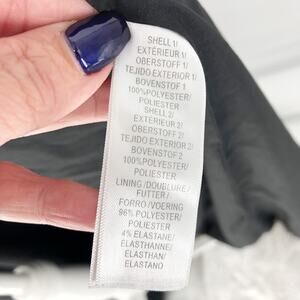 SHELL 1/
EXTÉRIEUR 1/
OBERSTOFF 1/
TEJIDO EXTERIOR 1/
BOVENSTOF 1
100%POLYESTER/
POLIESTER
SHELL 2/
EXTÉRIEUR 2/
OBERSTOFF 2/
TEJIDO EXTERIOR 2/
BOVENSTOF 2
100%POLYESTER/
POLIESTER
LINING /DOUBLURE/
FUTTER/
FORRO /VOERING
96% POLYESTER/
POLIESTER
4% ELASTANE/
ÉLASTHANNE/
ELASTHAN/
ELASTANO